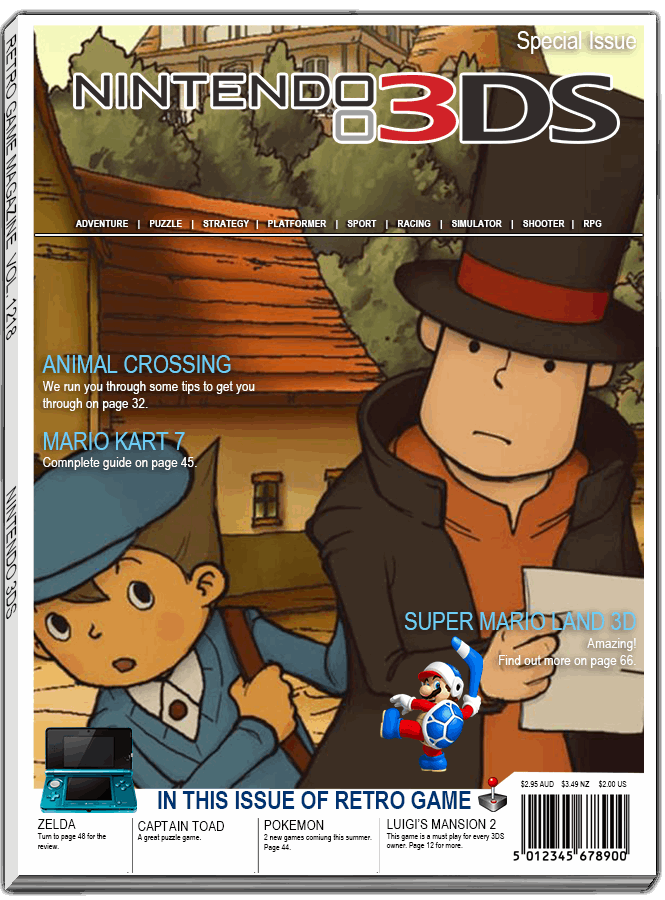 Special Issue
NINTENDO 3DS
ADVENTURE | PUZZLE | STRATEGY | PLATFORMER | SPORT | RACING | SIMULATOR | SHOOTER | RPG
RETRO GAME MAGAZINE VOL. 1218
NINTENDO 3DS
ANIMAL CROSSING
We run you through some tips to get you
through on page 32.
MARIO KART 7
Comnplete guide on page 45.
SUPER MARIO LAND 3D
Amazing!
Find out more on page 66.
IN THIS ISSUE OF RETRO GAME
$2.95 AUD $3.49 NZ $2.00 US
ZELDA
Turn to page 48 for the
review.
CAPTAIN TOAD
A great puzzle game.
POKEMON
2 new games comiung this summer.
Page 44.
LUIGI'S MANSION 2
This game is a must play for every 3DS
owner. Page 12 for more.
5 012345 678900